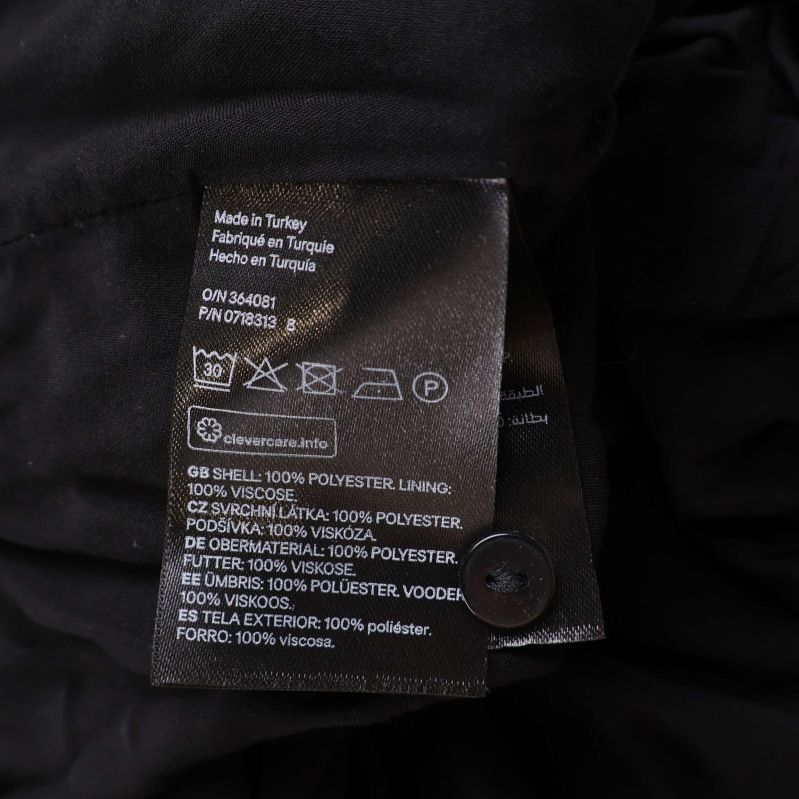 Made in Turkey
Fabriqué en Turquie
Hecho en Turquía
O/N 364081
P/N 0718313 8
30 P
clevercare.info
GB SHELL: 100% POLYESTER. LINING:
100% VISCOSE.
CZ SVRCHNÍ LÁTKA: 100% POLYESTER.
PODŠÍVKA: 100% VISKÓZA.
DE OBERMATERIAL: 100% POLYESTER.
FUTTER: 100% VISKOSE.
EE ÜMBRIS: 100% POLÜESTER. VOODER
100% VISKOOS.
ES TELA EXTERIOR: 100% poliéster.
FORRO: 100% viscosa.
الطبقة
بطانة: